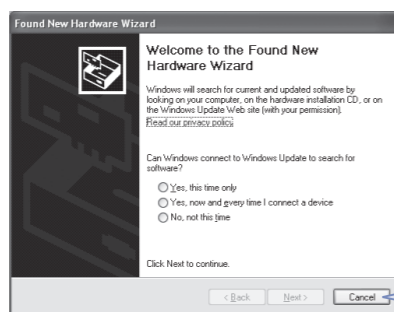 Found New Hardware Wizard
Welcome to the Found New
Hardware Wizard
Windows will search for current and updated software by
looking on your computer, on the hardware installation CD, or on
the Windows Update Web site (with your permission).
Read our privacy policy
Can Windows connect to Windows Update to search for
software?
Yes, this time only
Yes, now and every time I connect a device
No, not this time
Click Next to continue.
< Back
Next >
Cancel